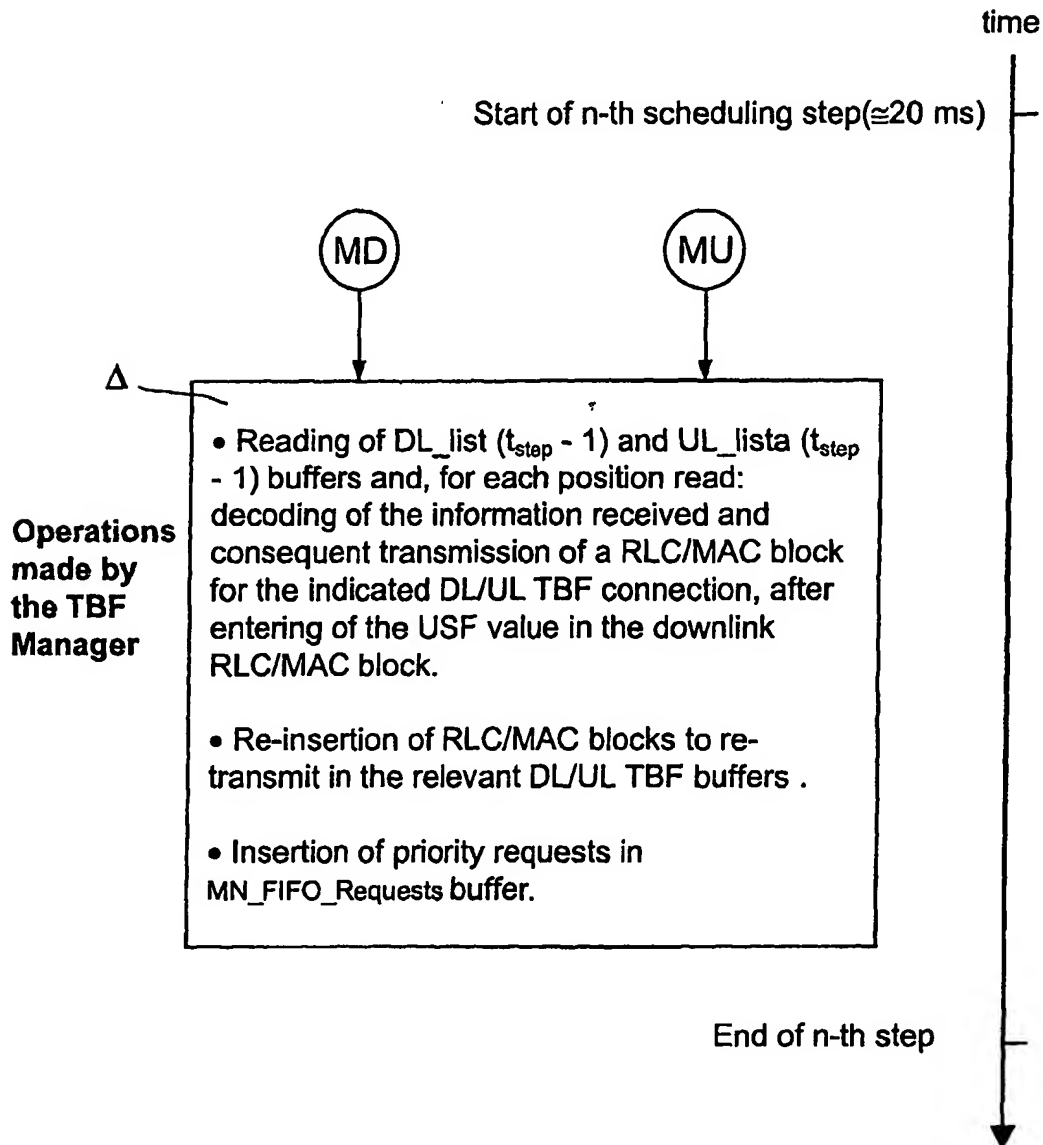 time
Start of n-th scheduling step(≅20 ms)
MD
MU
Δ
• Reading of DL_list (tstep - 1) and UL_lista (tstep
- 1) buffers and, for each position read:
decoding of the information received and
consequent transmission of a RLC/MAC block
for the indicated DL/UL TBF connection, after
entering of the USF value in the downlink
RLC/MAC block.
• Re-insertion of RLC/MAC blocks to re-
transmit in the relevant DL/UL TBF buffers .
• Insertion of priority requests in
MN_FIFO_Requests buffer.
Operations
made by
the TBF
Manager
End of n-th step